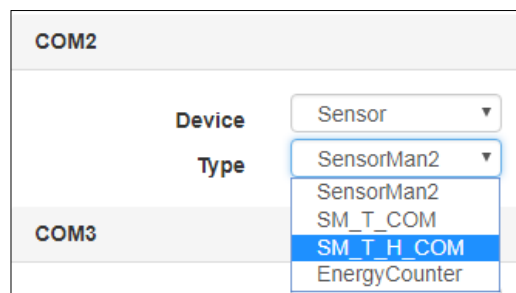 COM2
Device Sensor
Type SensorMan2
SensorMan2
SM_T_COM
COM3
SM_T_H_COM
EnergyCounter